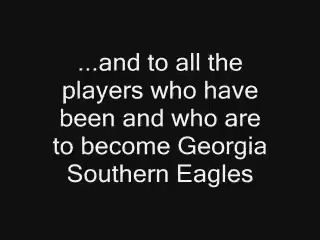 ...and to all the
players who have
been and who are
to become Georgia
Southern Eagles